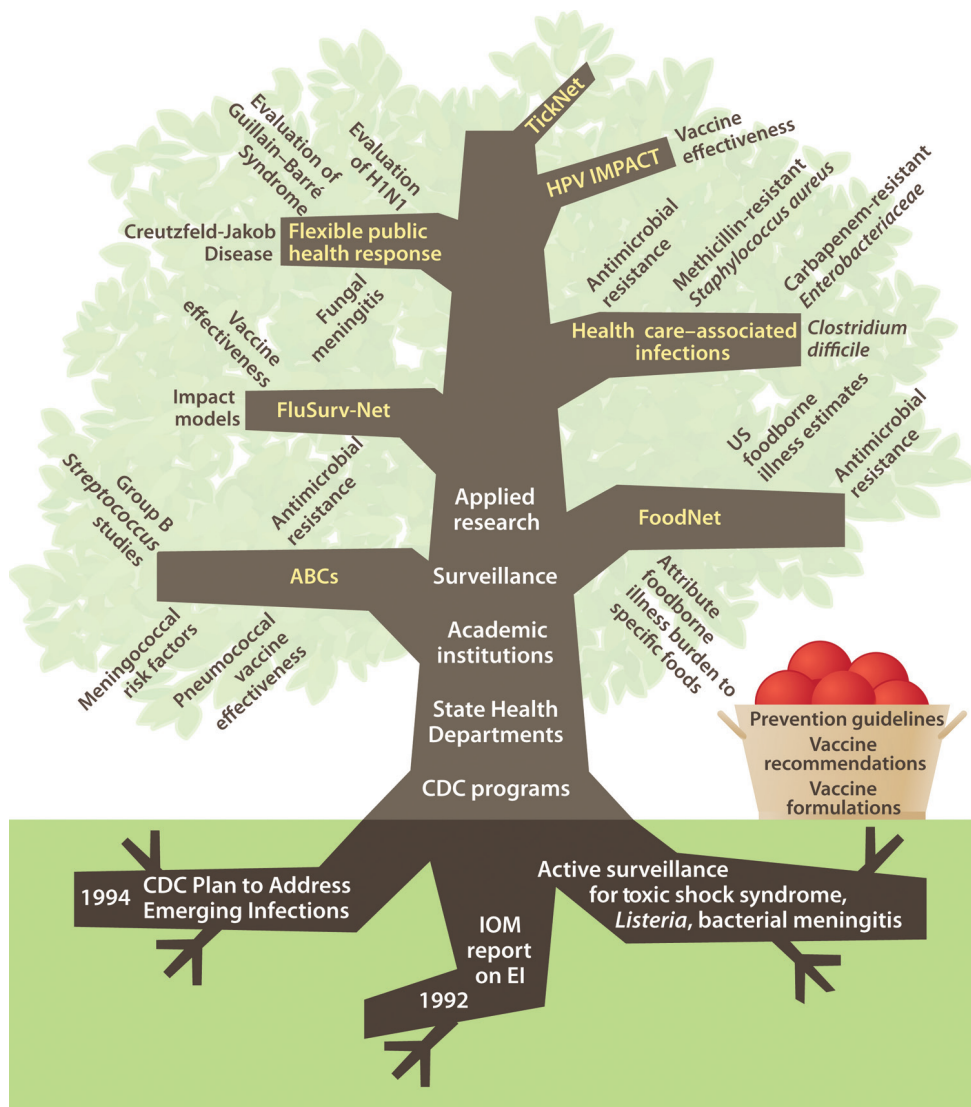 TickNet
HPV IMPACT
Vaccine
effectiveness
Evaluation of
Guillain–Barré
Syndrome
Evaluation
of H1N1
Creutzfeld-Jakob
Disease
Flexible public
health response
Fungal
meningitis
Antimicrobial
resistance
Methicillin-resistant
Staphylococcus aureus
Carbapenem-resistant
Enterobacteriaceae
Health care–associated
infections
Clostridium
difficile
Vaccine
effectiveness
Impact
models
FluSurv-Net
US
foodborne
illness estimates
Antimicrobial
resistance
FoodNet
Attribute
foodborne
illness burden to
specific foods
Group B
Streptococcus
studies
Antimicrobial
resistance
ABCs
Meningococcal
risk factors
Pneumococcal
vaccine
effectiveness
Applied
research
Surveillance
Academic
institutions
State Health
Departments
CDC programs
Prevention guidelines
Vaccine
recommendations
Vaccine
formulations
1994
CDC Plan to Address
Emerging Infections
IOM
report
on EI
1992
Active surveillance
for toxic shock syndrome,
Listeria, bacterial meningitis